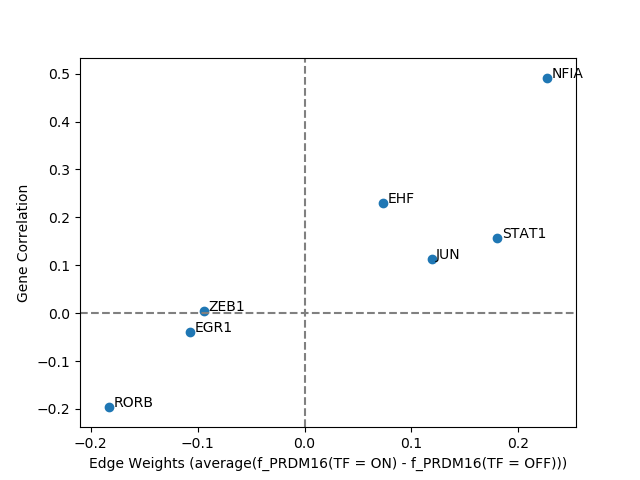 0.5
NFIA
0.4
0.3
EHF
0.2
STAT1
JUN
0.1
ZEB1
0.0
EGR1
−0.1
RORB
−0.2
Gene Correlation
−0.2 −0.1 0.0 0.1 0.2
Edge Weights (average(f_PRDM16(TF = ON) - f_PRDM16(TF = OFF)))